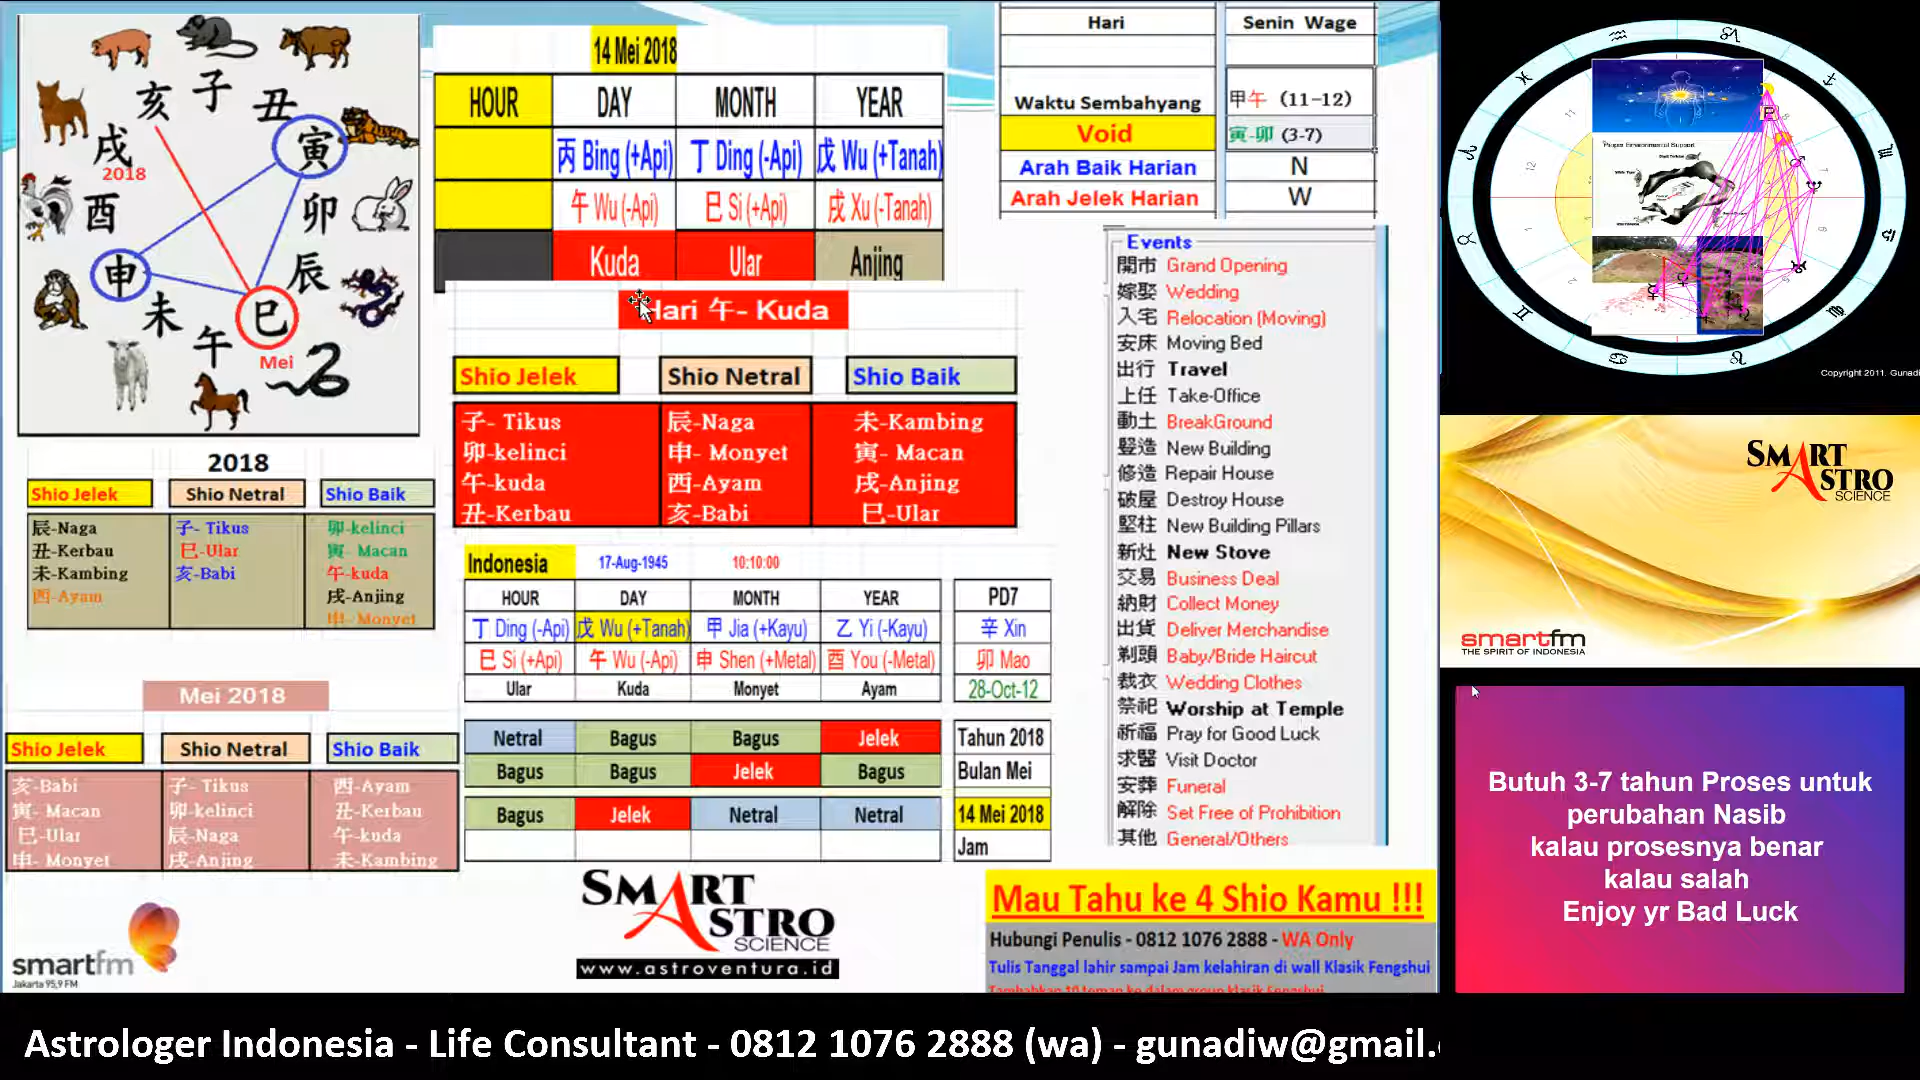 亥
子
丑
戌
2018
寅
酉
卯
申
辰
未
巳
午
Mei
14 Mei 2018
HOUR DAY MONTH YEAR
丙 Bing (+Api) 丁 Ding (-Api) 戊 Wu (+Tanah)
午 Wu (-Api) 巳 Si (+Api) 戌 Xu (-Tanah)
Kuda Ular Anjing
Hari 午- Kuda
Shio Jelek Shio Netral Shio Baik
子- Tikus 辰-Naga 未-Kambing
卯-kelinci 申- Monyet 寅- Macan
午-kuda 酉-Ayam 戌-Anjing
丑-Kerbau 亥-Babi 巳-Ular
Hari Senin Wage
Waktu Sembahyang 甲午 (11-12)
Void 寅-卯 (3-7)
Arah Baik Harian N
Arah Jelek Harian W
Events
開市 Grand Opening
嫁娶 Wedding
入宅 Relocation (Moving)
安床 Moving Bed
出行 Travel
上任 Take-Office
動土 BreakGround
豎造 New Building
修造 Repair House
破屋 Destroy House
堅柱 New Building Pillars
新灶 New Stove
交易 Business Deal
納財 Collect Money
出貨 Deliver Merchandise
剃頭 Baby/Bride Haircut
裁衣 Wedding Clothes
祭祀 Worship at Temple
祈福 Pray for Good Luck
求醫 Visit Doctor
安葬 Funeral
解除 Set Free of Prohibition
其他 General/Others
2018
Shio Jelek Shio Netral Shio Baik
辰-Naga 子- Tikus 卯-kelinci
丑-Kerbau 巳-Ular 寅- Macan
未-Kambing 亥-Babi 午-kuda
酉-Ayam 戌-Anjing
申- Monyet
Mei 2018
Shio Jelek Shio Netral Shio Baik
亥-Babi 子- Tikus 酉-Ayam
寅- Macan 卯-kelinci 丑-Kerbau
巳-Ular 辰-Naga 午-kuda
申- Monyet 戌-Anjing 未-Kambing
Indonesia 17-Aug-1945 10:10:00
HOUR DAY MONTH YEAR PD7
丁 Ding (-Api) 戊 Wu (+Tanah) 甲 Jia (+Kayu) 乙 Yi (-Kayu) 辛 Xin
巳 Si (+Api) 午 Wu (-Api) 申 Shen (+Metal) 酉 You (-Metal) 卯 Mao
Ular Kuda Monyet Ayam 28-Oct-12
Netral Bagus Bagus Jelek Tahun 2018
Bagus Bagus Jelek Bagus Bulan Mei
Bagus Jelek Netral Netral 14 Mei 2018
Jam
smartfm
Jakarta 95,9 FM
SMART
ASTRO
SCIENCE
www.astroventura.id
Mau Tahu ke 4 Shio Kamu !!!
Hubungi Penulis - 0812 1076 2888 - WA Only
Tulis Tanggal lahir sampai Jam kelahiran di wall Klasik Fengshui
Tambahkan 10 teman ke dalam group klasik Fengshui
Copyright 2011. Gunadi
SMART
ASTRO
SCIENCE
smartfm
THE SPIRIT OF INDONESIA
Butuh 3-7 tahun Proses untuk
perubahan Nasib
kalau prosesnya benar
kalau salah
Enjoy yr Bad Luck
Astrologer Indonesia - Life Consultant - 0812 1076 2888 (wa) - gunadiw@gmail.